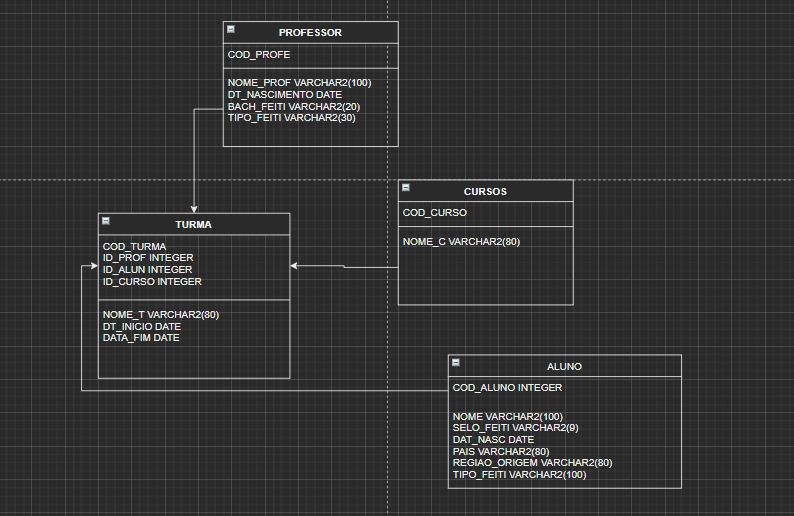 PROFESSOR
COD_PROFE
NOME_PROF VARCHAR2(100)
DT_NASCIMENTO DATE
BACH_FEITI VARCHAR2(20)
TIPO_FEITI VARCHAR2(30)
CURSOS
COD_CURSO
NOME_C VARCHAR2(80)
TURMA
COD_TURMA
ID_PROF INTEGER
ID_ALUN INTEGER
ID_CURSO INTEGER
NOME_T VARCHAR2(80)
DT_INICIO DATE
DATA_FIM DATE
ALUNO
COD_ALUNO INTEGER
NOME VARCHAR2(100)
SELO_FEITI VARCHAR2(9)
DAT_NASC DATE
PAIS VARCHAR2(80)
REGIAO_ORIGEM VARCHAR2(80)
TIPO_FEITI VARCHAR2(100)